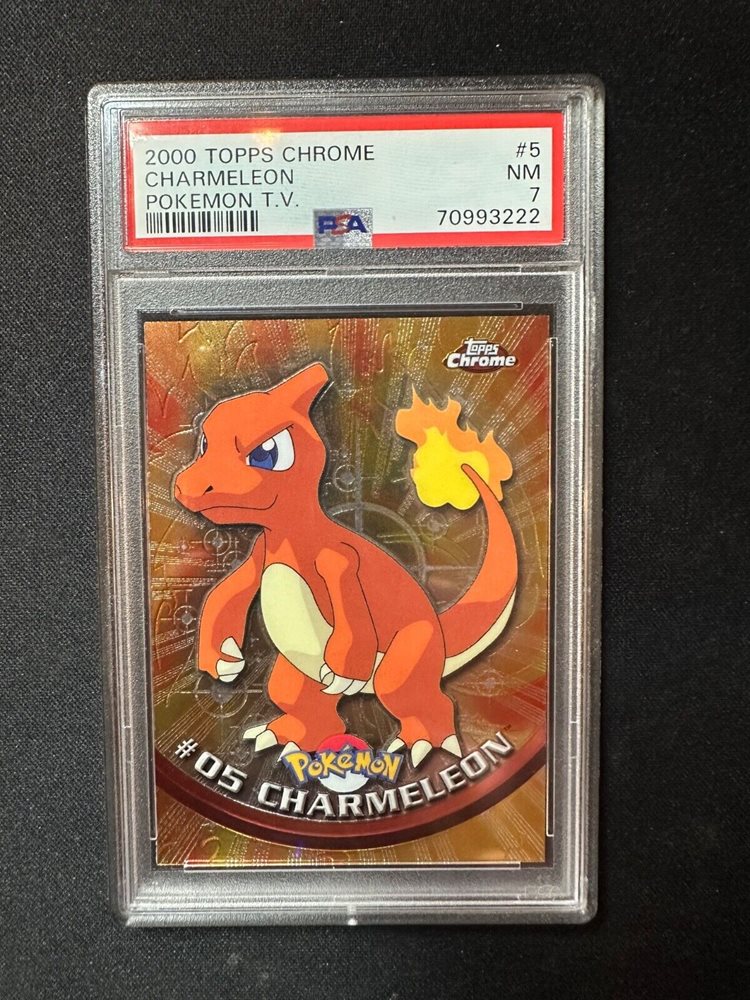 2000 TOPPS CHROME #5
CHARMELEON NM
POKEMON T.V. 7
PSA 70993222
topps
Chrome
POKéMON
#05 CHARMELEON